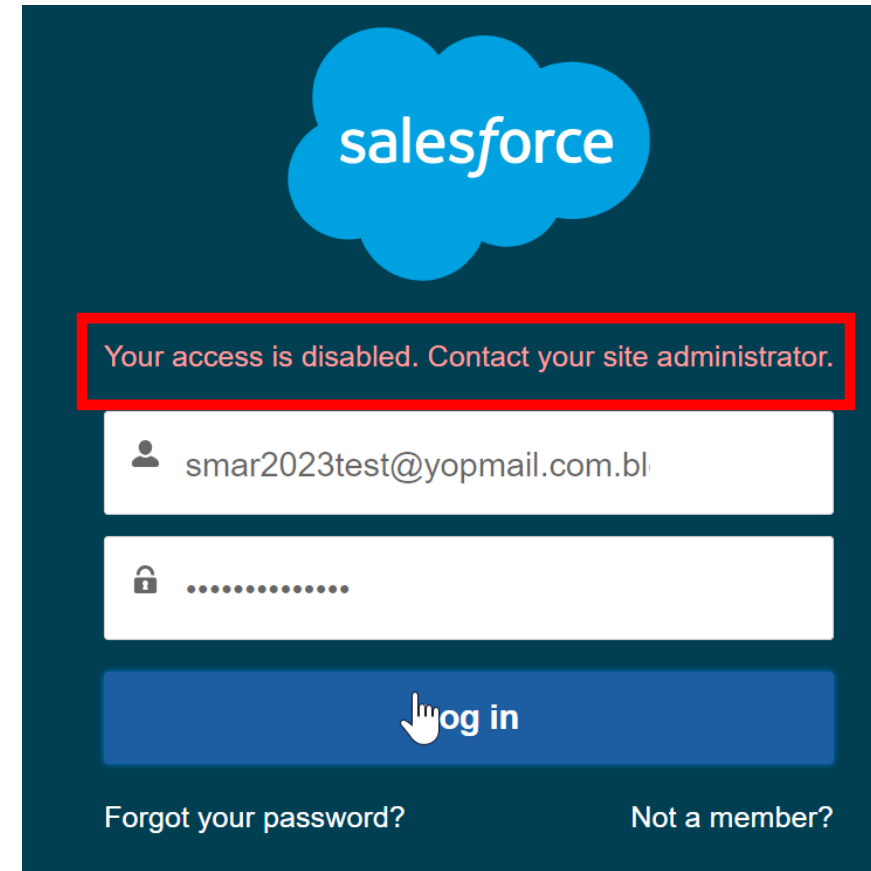 salesforce
Your access is disabled. Contact your site administrator.
smar2023test@yopmail.com.bl
••••••••••••••
og in
Forgot your password?
Not a member?